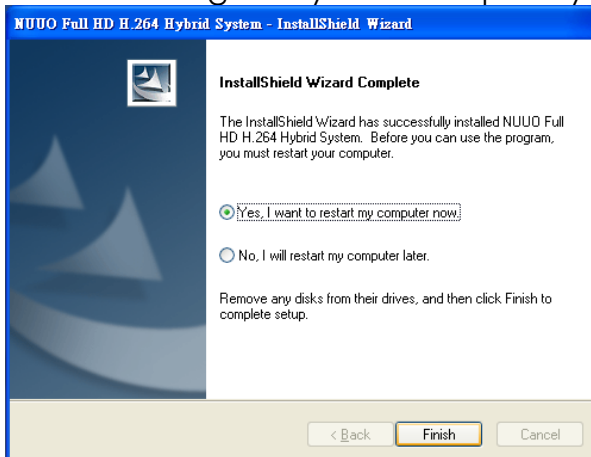 NUUO Full HD H.264 Hybrid System - InstallShield Wizard
InstallShield Wizard Complete
The InstallShield Wizard has successfully installed NUUO Full
HD H.264 Hybrid System. Before you can use the program,
you must restart your computer.
Yes, I want to restart my computer now.
No, I will restart my computer later.
Remove any disks from their drives, and then click Finish to
complete setup.
< Back Finish Cancel